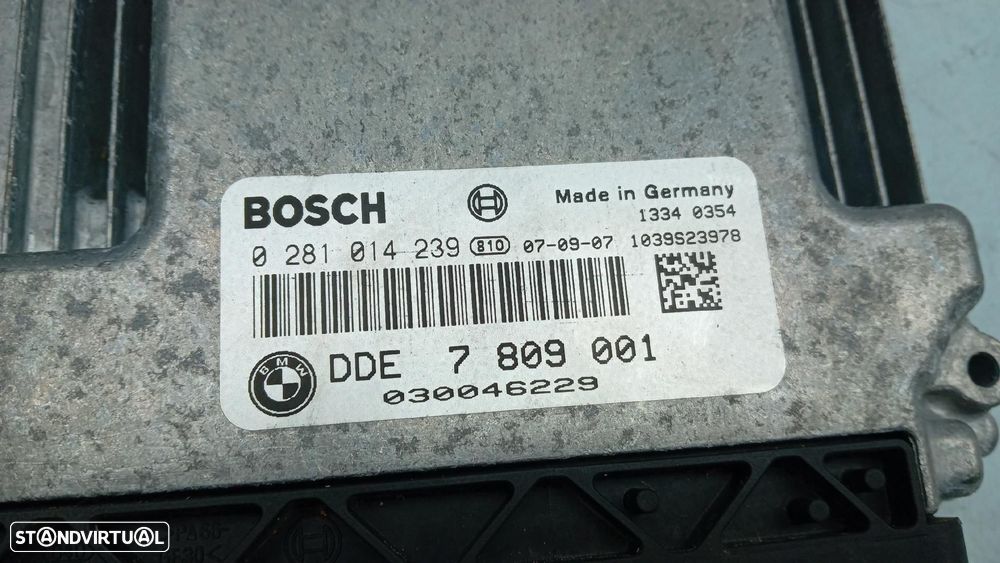 BOSCH
Made in Germany
1334 0354
0 281 014 239 810 07-09-07 1039S23978
BMW
DDE 7 809 001
030046229
STANDVIRTUAL